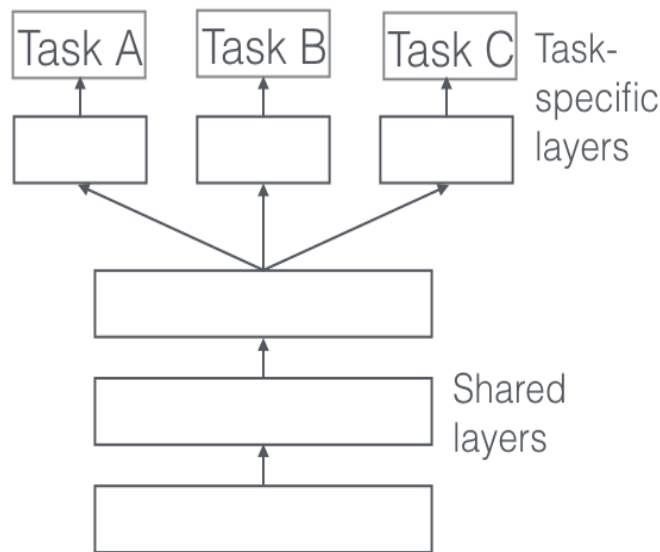 Task A
Task B
Task C
Task-
specific
layers
Shared
layers